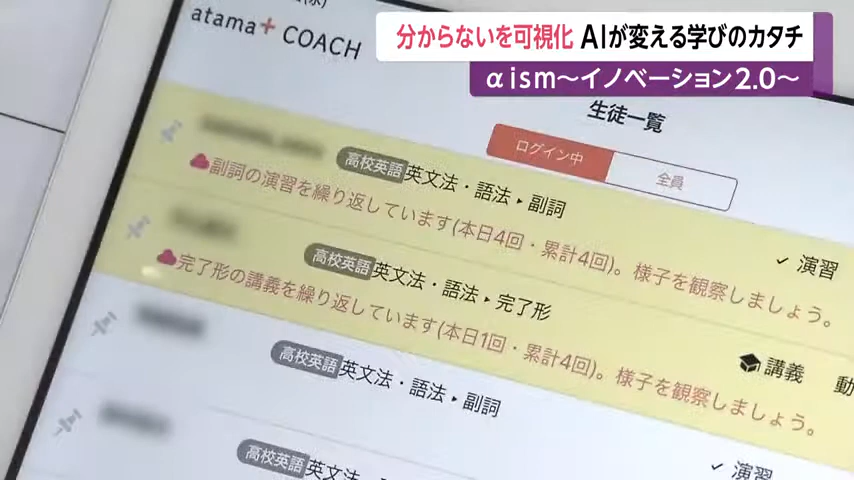 分からないを可視化 AIが変える学びのカタチ
αism〜イノベーション2.0〜
atama+ COACH
生徒一覧
ログイン中
全員
高校英語 英文法・語法▸副詞
副詞の演習を繰り返しています(本日4回・累計4回)。様子を観察しましょう。
✓ 演習
高校英語 英文法・語法▸完了形
完了形の講義を繰り返しています(本日1回・累計4回)。様子を観察しましょう。
講義 動
高校英語 英文法・語法▸副詞
✓ 演習
高校英語 英文法・